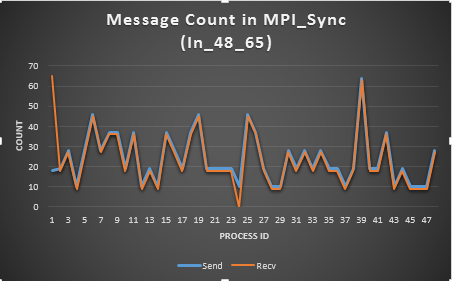 Message Count in MPI_Sync
(In_48_65)
COUNT
70
60
50
40
30
20
10
0
1 3 5 7 9 11 13 15 17 19 21 23 25 27 29 31 33 35 37 39 41 43 45 47
PROCESS ID
Send Recv